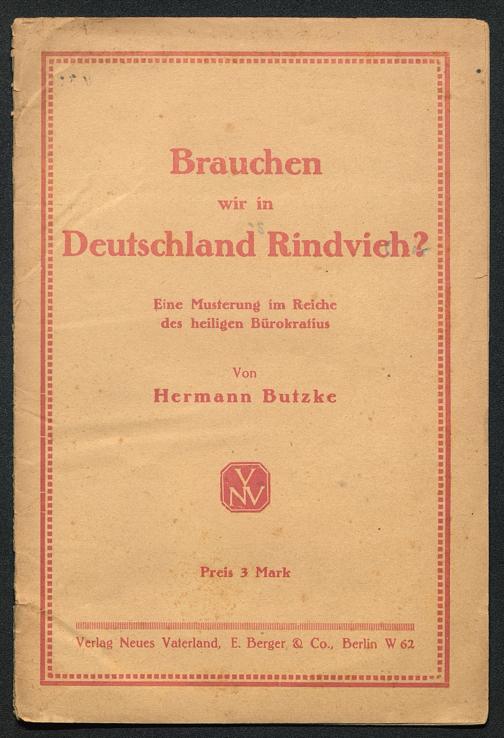 Brauchen
wir in
Deutschland Rindvieh?
Eine Musterung im Reiche
des heiligen Bürokratius
Von
Hermann Butzke
V
NV
Preis 3 Mark
Verlag Neues Vaterland, E. Berger & Co., Berlin W 62